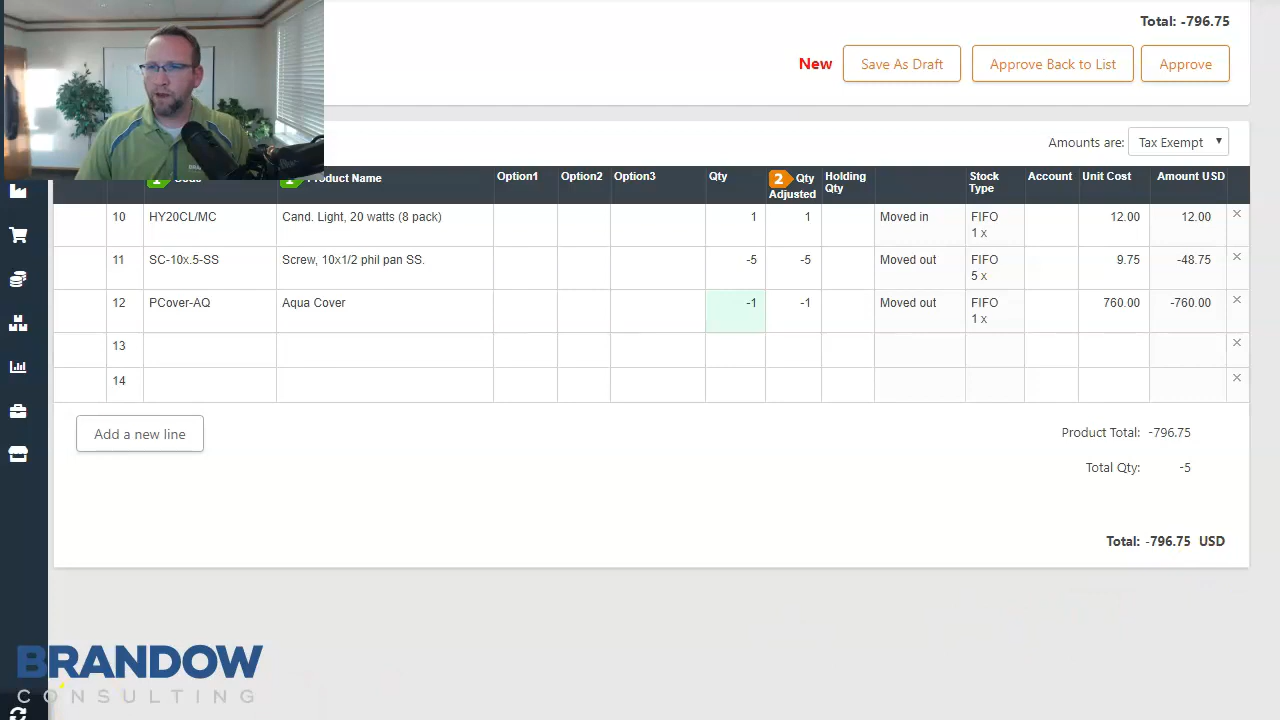 Total: -796.75
New Save As Draft Approve Back to List Approve
Amounts are: Tax Exempt
1 Code 1 Product Name Option1 Option2 Option3 Qty 2 Qty Adjusted Holding Qty Stock Type Account Unit Cost Amount USD
10 HY20CL/MC Cand. Light, 20 watts (8 pack) 1 1 Moved in FIFO 1 x 12.00 12.00 ×
11 SC-10x.5-SS Screw, 10x1/2 phil pan SS. -5 -5 Moved out FIFO 5 x 9.75 -48.75 ×
12 PCover-AQ Aqua Cover -1 -1 Moved out FIFO 1 x 760.00 -760.00 ×
13 ×
14 ×
Add a new line
Product Total: -796.75
Total Qty: -5
Total: -796.75 USD
BRANDOW
CONSULTING